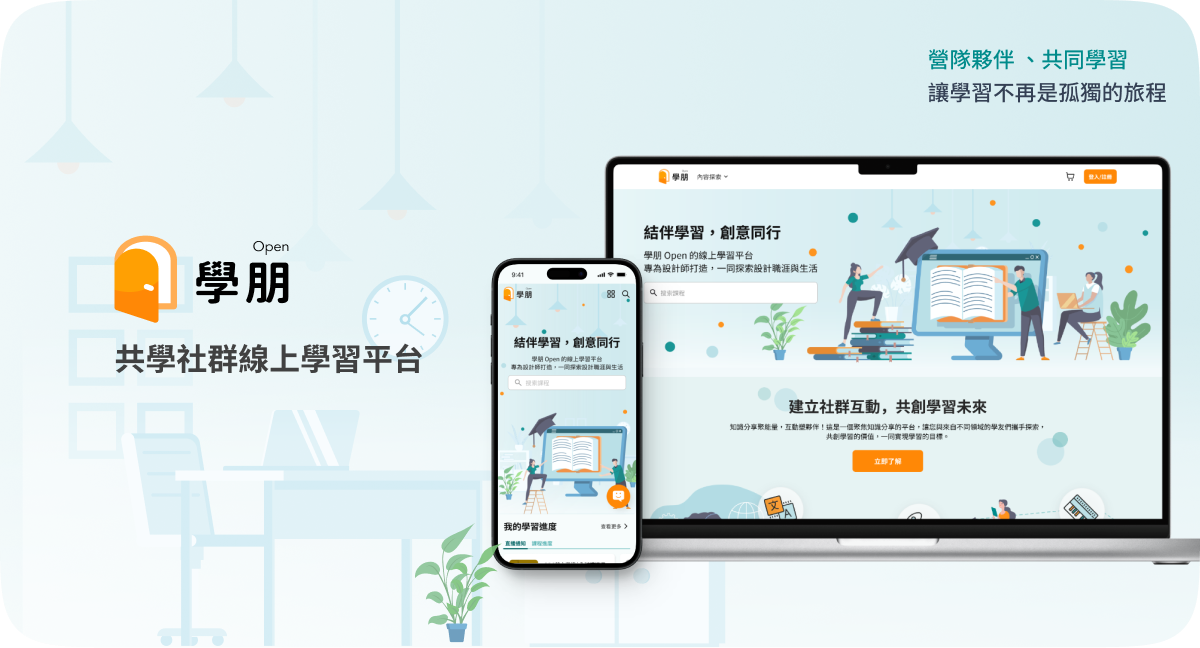 營隊夥伴 、共同學習
讓學習不再是孤獨的旅程
Open
學朋
共學社群線上學習平台
學朋
內容探索
登入/註冊
結伴學習，創意同行
學朋 Open 的線上學習平台
專為設計師打造，一同探索設計職涯與生活
搜索課程
建立社群互動，共創學習未來
知識分享聚能量，互動塑夥伴！這是一個聚焦知識分享的平台，讓您與來自不同領域的學友們攜手探索，
共創學習的價值，一同實現學習的目標。
立即了解
文
A
9:41
學朋
結伴學習，創意同行
學朋 Open 的線上學習平台
專為設計師打造，一同探索設計職涯與生活
搜索課程
我的學習進度
查看更多
直播通知
課程進度